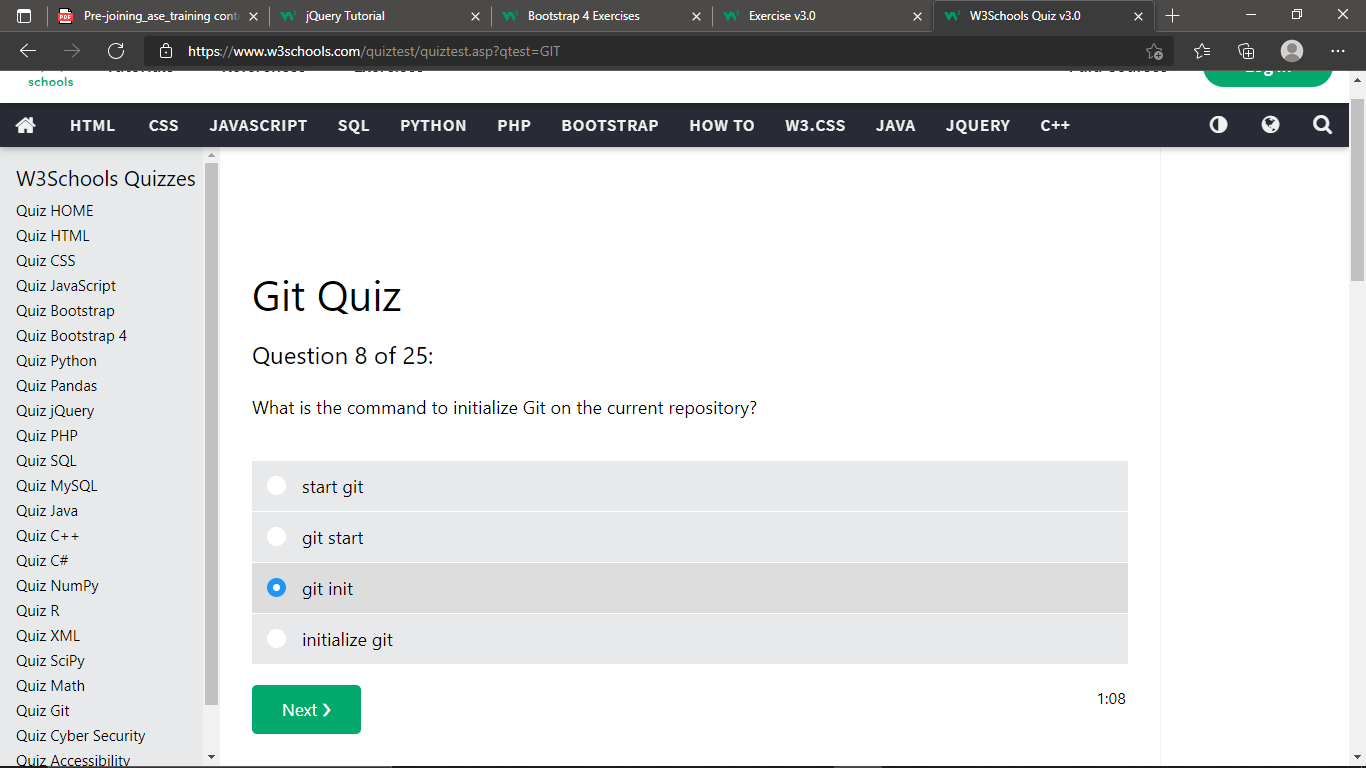 Pre-joining_ase_training cont
jQuery Tutorial
Bootstrap 4 Exercises
Exercise v3.0
W3Schools Quiz v3.0
https://www.w3schools.com/quiztest/quiztest.asp?qtest=GIT
schools
HTML CSS JAVASCRIPT SQL PYTHON PHP BOOTSTRAP HOW TO W3.CSS JAVA JQUERY C++
W3Schools Quizzes
Quiz HOME
Quiz HTML
Quiz CSS
Quiz JavaScript
Quiz Bootstrap
Quiz Bootstrap 4
Quiz Python
Quiz Pandas
Quiz jQuery
Quiz PHP
Quiz SQL
Quiz MySQL
Quiz Java
Quiz C++
Quiz C#
Quiz NumPy
Quiz R
Quiz XML
Quiz SciPy
Quiz Math
Quiz Git
Quiz Cyber Security
Quiz Accessibility
Git Quiz
Question 8 of 25:
What is the command to initialize Git on the current repository?
start git
git start
git init
initialize git
Next ❯
1:08